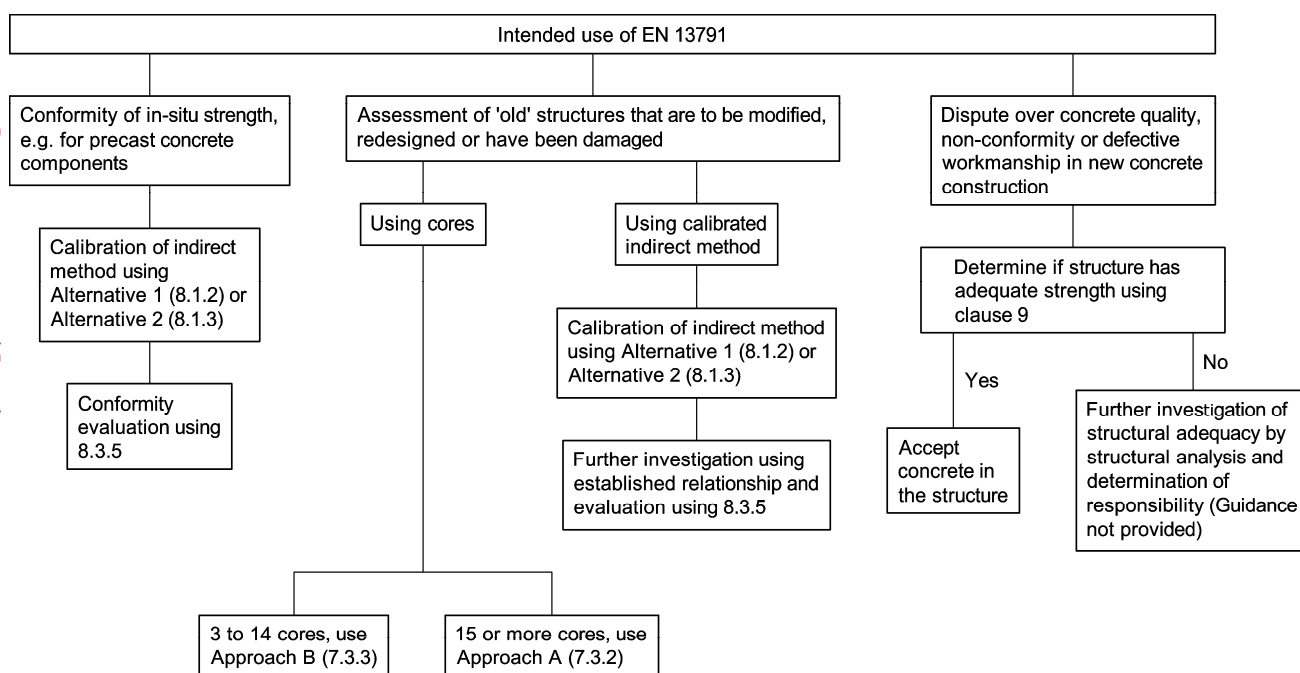 Intended use of EN 13791
Conformity of in-situ strength,
e.g. for precast concrete
components
Assessment of 'old' structures that are to be modified,
redesigned or have been damaged
Dispute over concrete quality,
non-conformity or defective
workmanship in new concrete
construction
Using cores
Using calibrated
indirect method
Calibration of indirect
method using
Alternative 1 (8.1.2) or
Alternative 2 (8.1.3)
Determine if structure has
adequate strength using
clause 9
Calibration of indirect method
using Alternative 1 (8.1.2) or
Alternative 2 (8.1.3)
Yes
No
Conformity
evaluation using
8.3.5
Further investigation using
established relationship and
evaluation using 8.3.5
Accept
concrete in
the structure
Further investigation of
structural adequacy by
structural analysis and
determination of
responsibility (Guidance
not provided)
3 to 14 cores, use
Approach B (7.3.3)
15 or more cores, use
Approach A (7.3.2)